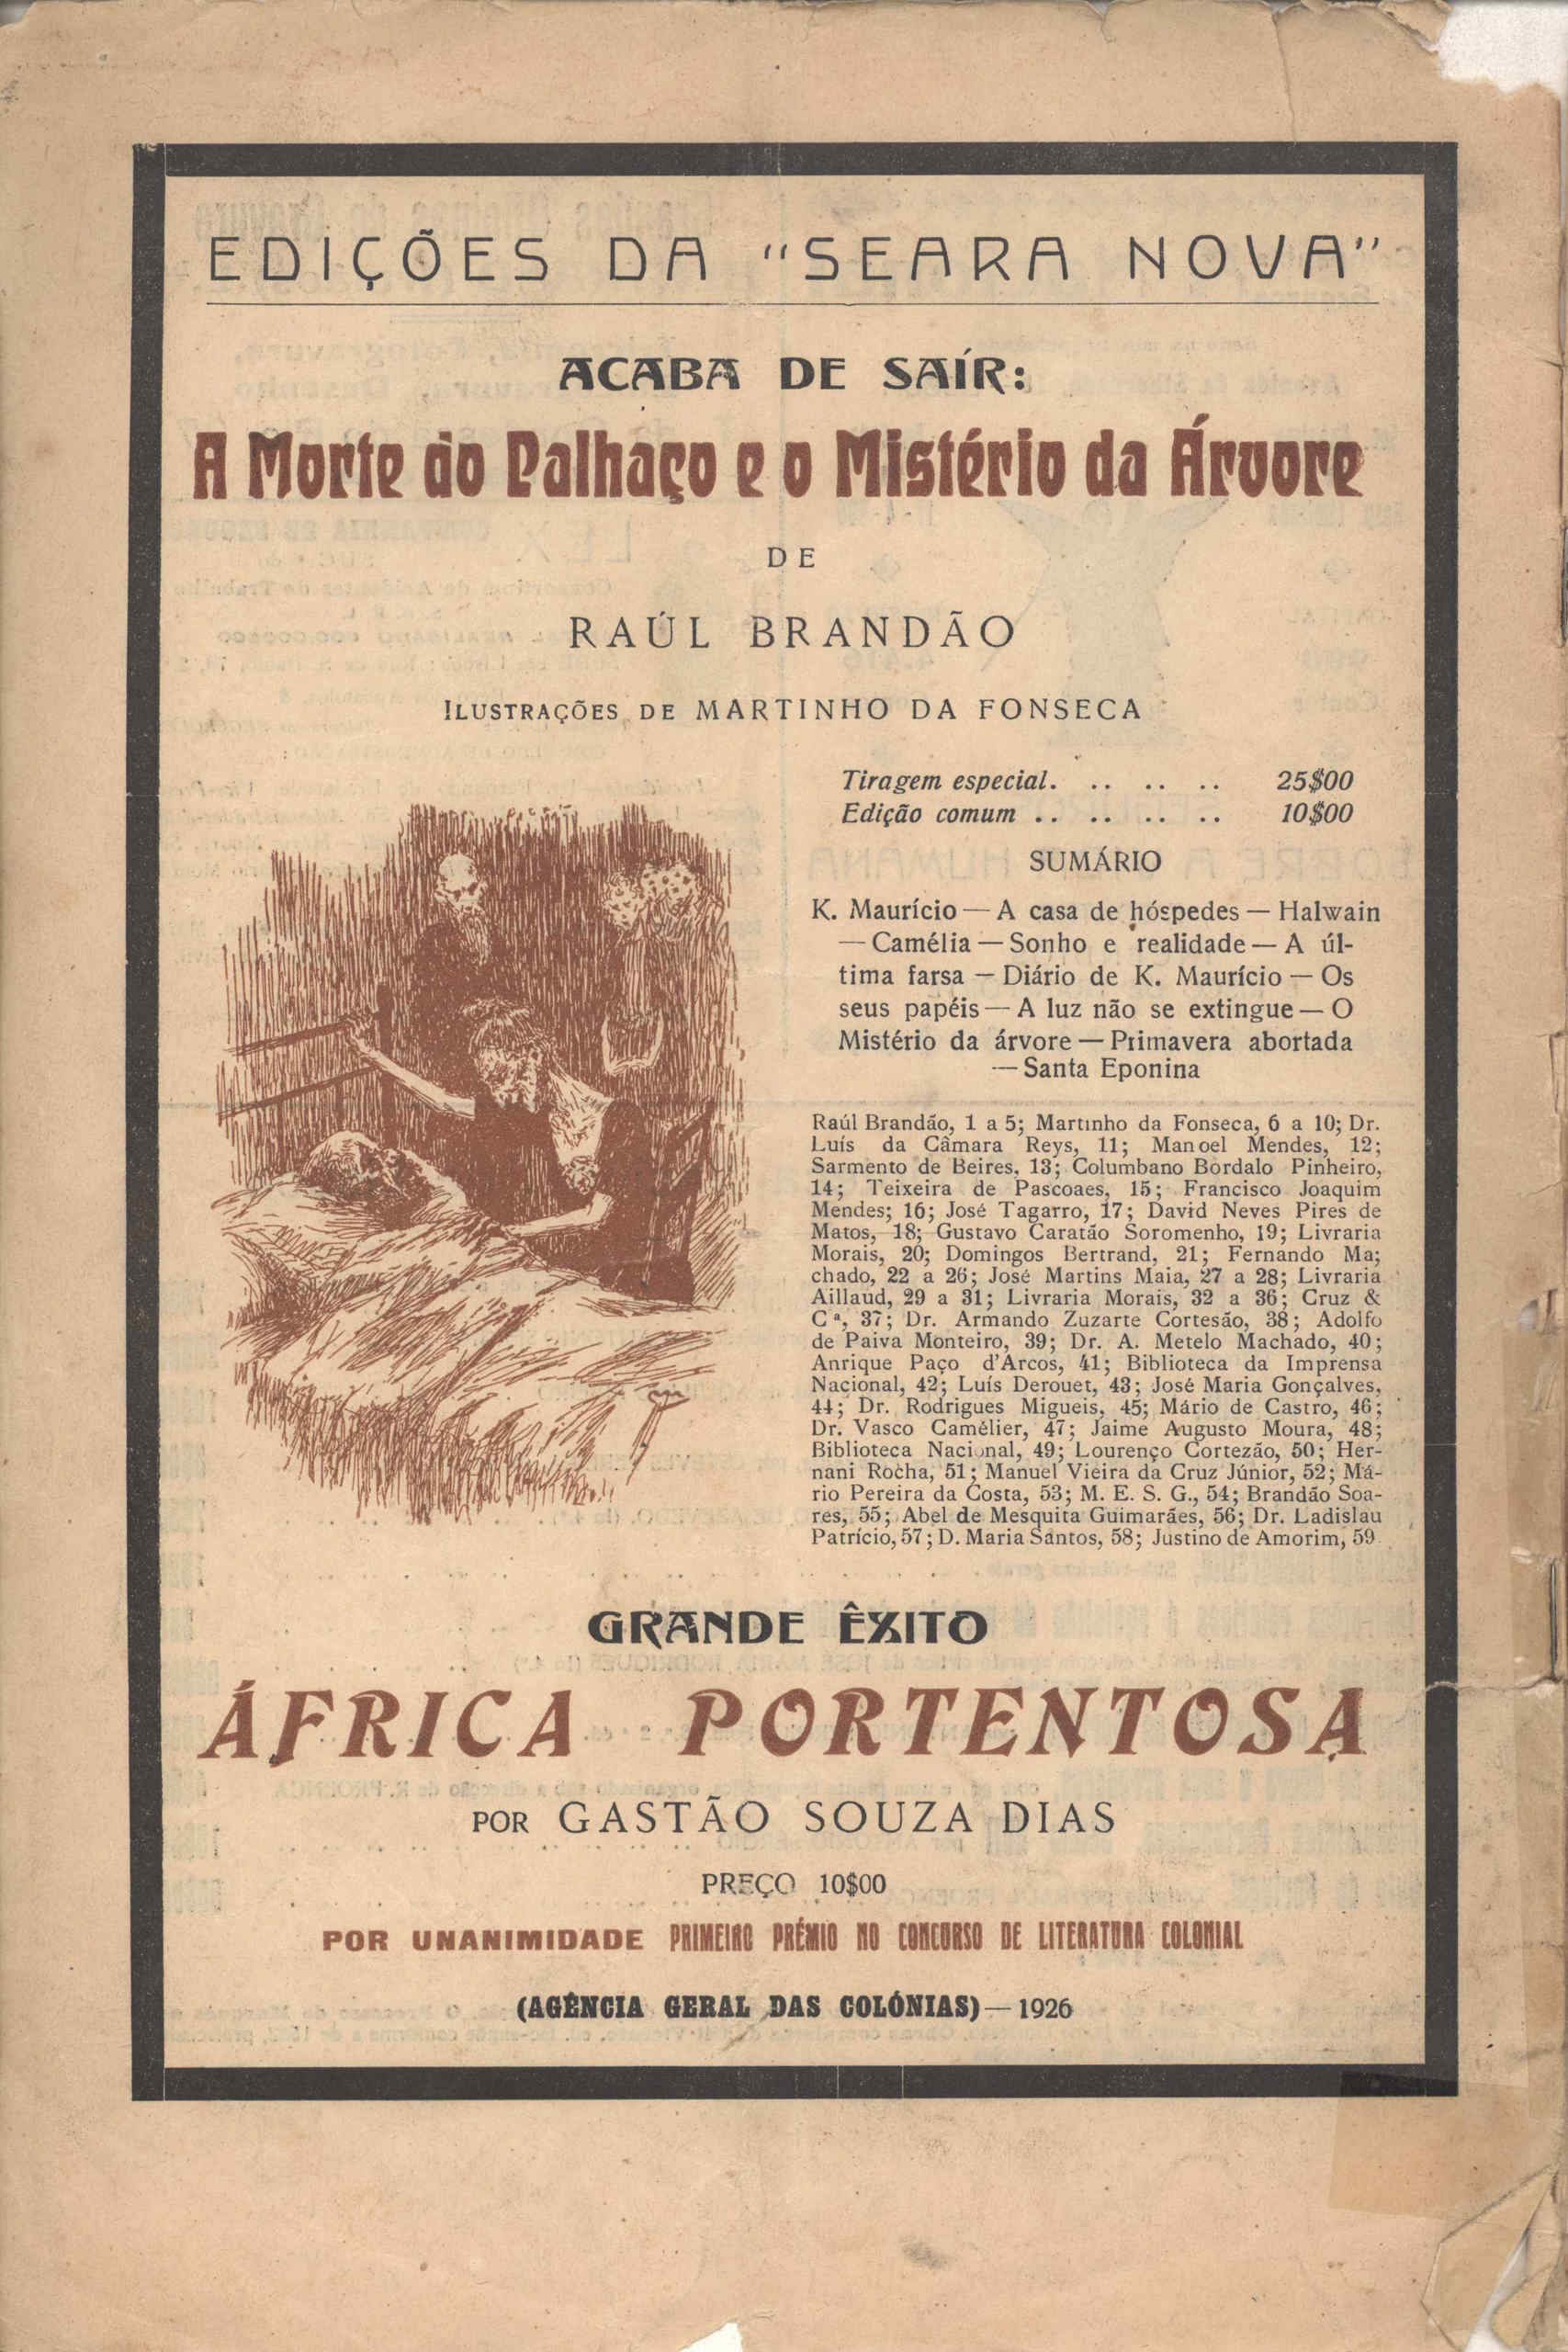 EDIÇÕES DA "SEARA NOVA"
ACABA DE SAÍR:
A Morte do Palhaço e o Mistério da Árvore
DE
RAÚL BRANDÃO
ILUSTRAÇÕES DE MARTINHO DA FONSECA
Tiragem especial. .. .. .. 25$00
Edição comum .. .. .. .. 10$00
SUMÁRIO
K. Maurício — A casa de hóspedes — Halwain
— Camélia — Sonho e realidade — A úl-
tima farsa — Diário de K. Maurício — Os
seus papéis — A luz não se extingue — O
Mistério da árvore — Primavera abortada
— Santa Eponina
Raúl Brandão, 1 a 5; Martinho da Fonseca, 6 a 10; Dr.
Luís da Câmara Reys, 11; Manoel Mendes, 12;
Sarmento de Beires, 13; Columbano Bordalo Pinheiro,
14; Teixeira de Pascoaes, 15; Francisco Joaquim
Mendes; 16; José Tagarro, 17; David Neves Pires de
Matos, 18; Gustavo Caratão Soromenho, 19; Livraria
Morais, 20; Domingos Bertrand, 21; Fernando Ma;
chado, 22 a 26; José Martins Maia, 27 a 28; Livraria
Aillaud, 29 a 31; Livraria Morais, 32 a 36; Cruz &
C.ª, 37; Dr. Armando Zuzarte Cortesão, 38; Adolfo
de Paiva Monteiro, 39; Dr. A. Metelo Machado, 40;
Anrique Paço d'Arcos, 41; Biblioteca da Imprensa
Nacional, 42; Luís Derouet, 43; José Maria Gonçalves,
44; Dr. Rodrigues Migueis, 45; Mário de Castro, 46;
Dr. Vasco Camélier, 47; Jaime Augusto Moura, 48;
Biblioteca Nacional, 49; Lourenço Cortezão, 50; Her-
nani Rocha, 51; Manuel Vieira da Cruz Júnior, 52; Má-
rio Pereira da Costa, 53; M. E. S. G., 54; Brandão Soa-
res, 55; Abel de Mesquita Guimarães, 56; Dr. Ladislau
Patrício, 57; D. Maria Santos, 58; Justino de Amorim, 59
GRANDE ÊXITO
ÁFRICA PORTENTOSA
POR GASTÃO SOUZA DIAS
PREÇO 10$00
POR UNANIMIDADE PRIMEIRO PRÉMIO NO CONCURSO DE LITERATURA COLONIAL
(AGÊNCIA GERAL DAS COLÓNIAS) — 1926